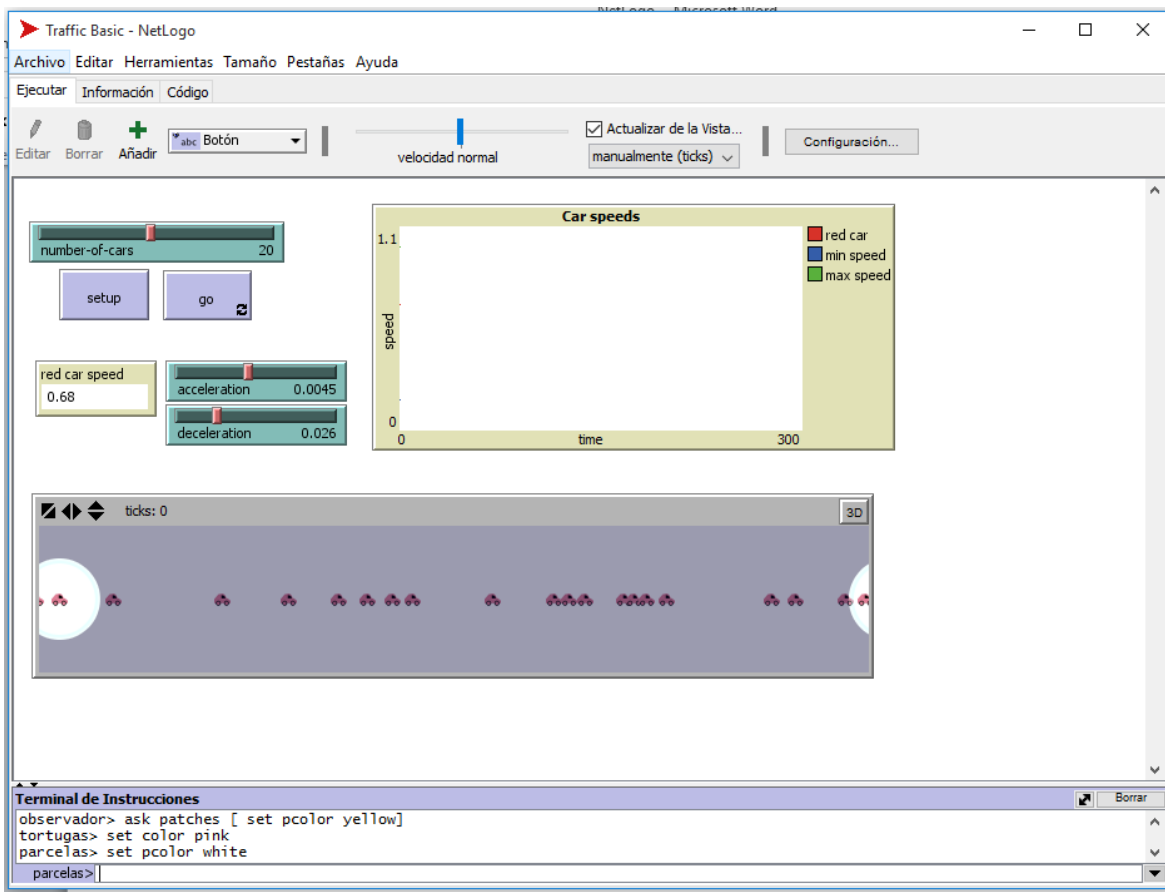 NetLogo - Microsoft Word
Traffic Basic - NetLogo
Archivo Editar Herramientas Tamaño Pestañas Ayuda
Ejecutar Información Código
Editar Borrar Añadir abc Botón velocidad normal Actualizar de la Vista... manualmente (ticks) Configuración...
number-of-cars 20
setup go
red car speed
0.68
acceleration 0.0045
deceleration 0.026
Car speeds
1.1
speed
0
0 time 300
red car
min speed
max speed
ticks: 0 3D
Terminal de Instrucciones Borrar
observador> ask patches [ set pcolor yellow]
tortugas> set color pink
parcelas> set pcolor white
parcelas>